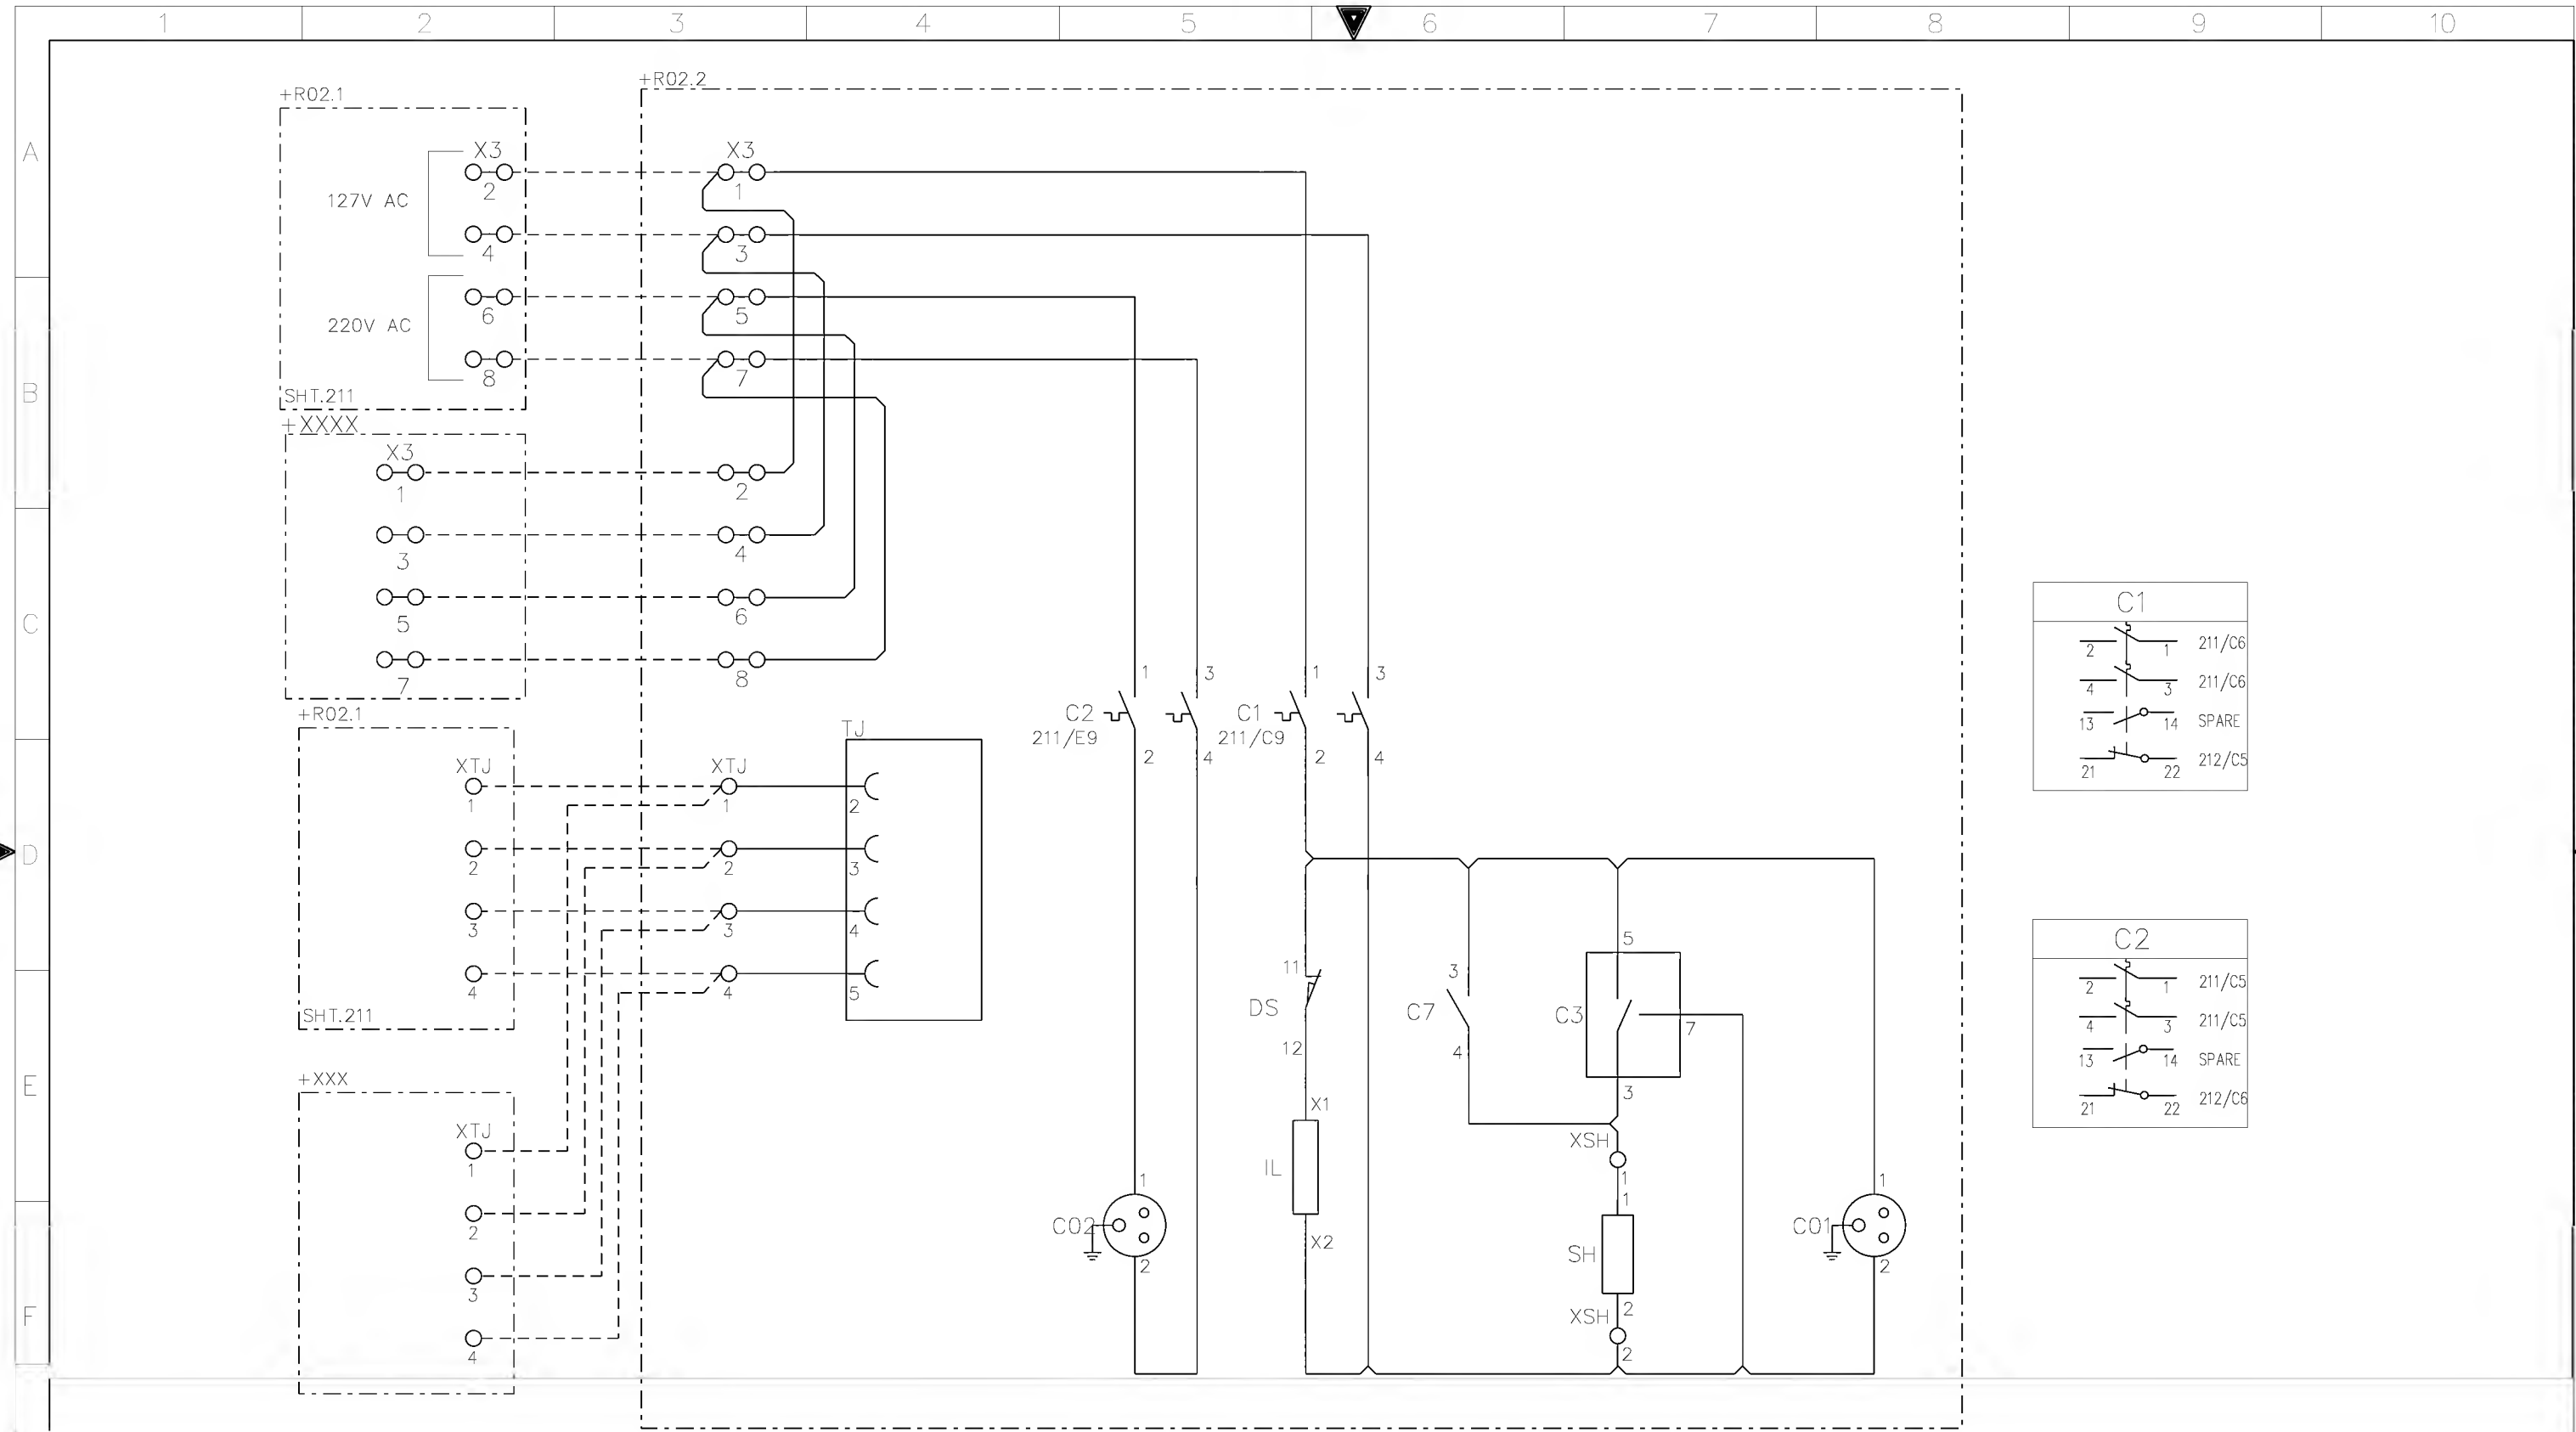 1 2 3 4 5 6 7 8 9 10
A
B
C
D
E
F
+R02.1
X3
127V AC
2
4
220V AC
6
8
SHT.211
+XXXX
X3
1
3
5
7
+R02.1
XTJ
1
2
3
4
SHT.211
+XXX
XTJ
1
2
3
4
+R02.2
X3
1
3
5
7
2
4
6
8
XTJ
1
2
3
4
TJ
2
3
4
5
1 3
C2
211/E9
2 4
1 3
C1
211/C9
2 4
CO2
1
2
11
DS
12
X1
IL
X2
3
C7
4
5
C3
7
3
XSH
1
1
SH
2
XSH
2
CO1
1
2
C1
2 1 211/C6
4 3 211/C6
13 14 SPARE
21 22 212/C5
C2
2 1 211/C5
4 3 211/C5
13 14 SPARE
21 22 212/C6